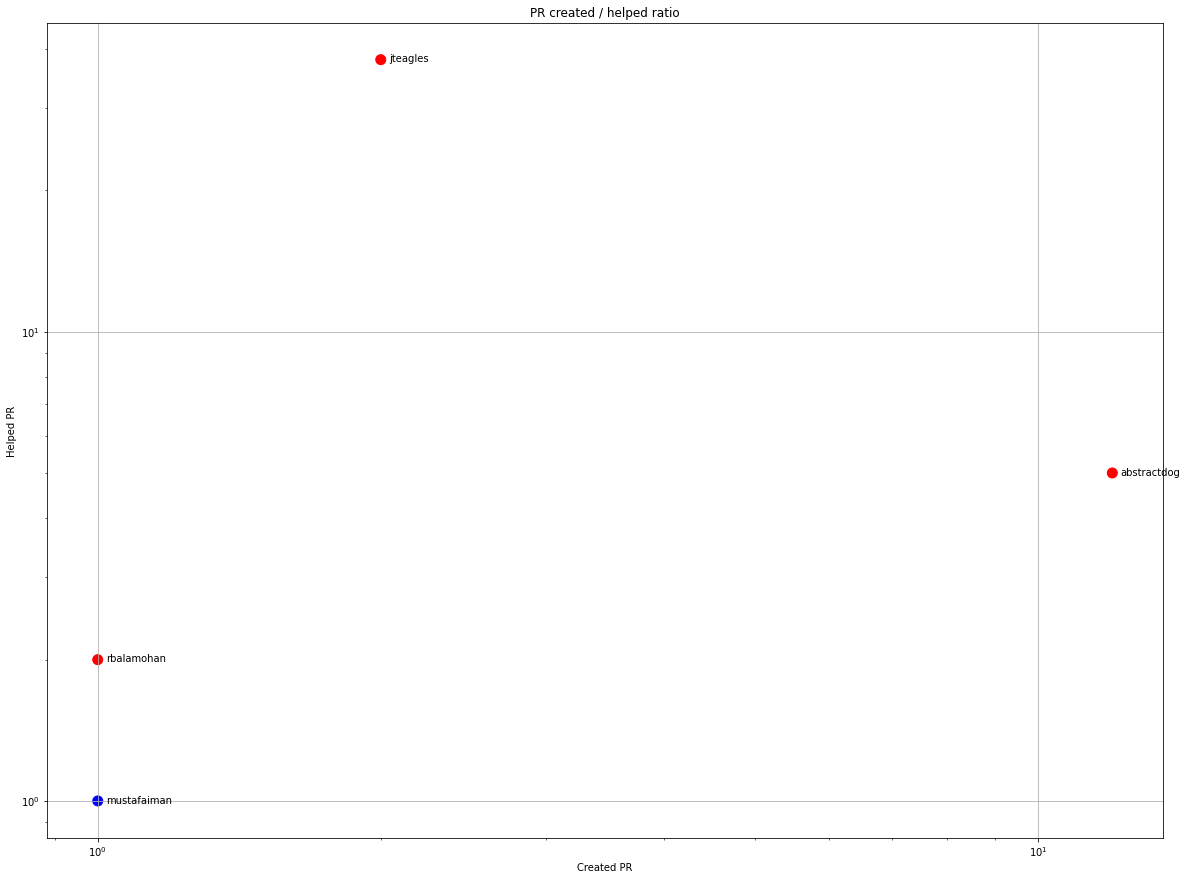 PR created / helped ratio
jteagles
10¹
Helped PR
abstractdog
rbalamohan
10⁰
mustafaiman
10⁰
10¹
Created PR